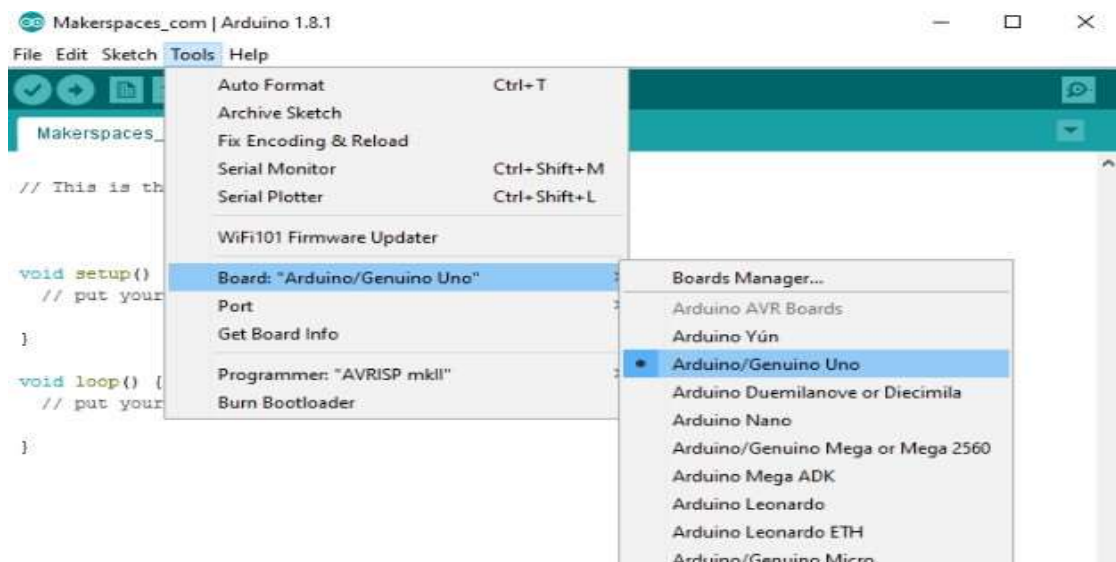 Makerspaces_com | Arduino 1.8.1
File Edit Sketch Tools Help
Makerspaces_
// This is th
void setup()
// put your
}
void loop() {
// put your
}
Auto Format Ctrl+T
Archive Sketch
Fix Encoding & Reload
Serial Monitor Ctrl+Shift+M
Serial Plotter Ctrl+Shift+L
WiFi101 Firmware Updater
Board: "Arduino/Genuino Uno"
Port
Get Board Info
Programmer: "AVRISP mkII"
Burn Bootloader
Boards Manager...
Arduino AVR Boards
Arduino Yún
Arduino/Genuino Uno
Arduino Duemilanove or Diecimila
Arduino Nano
Arduino/Genuino Mega or Mega 2560
Arduino Mega ADK
Arduino Leonardo
Arduino Leonardo ETH
Arduino/Genuino Micro